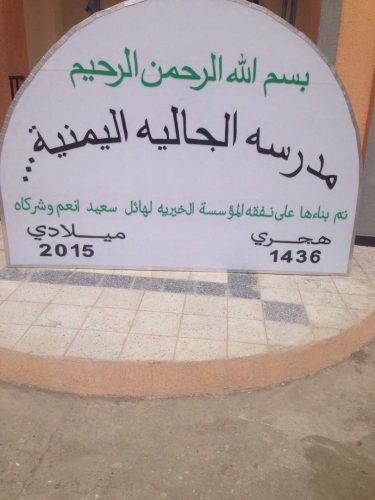 بسم الله الرحمن الرحيم
مدرسه الجاليه اليمنية...
تم بناءها على نفقه المؤسسة الخيريه لهائل سعيد انعم وشركاه
هجري ميلادي
1436 2015